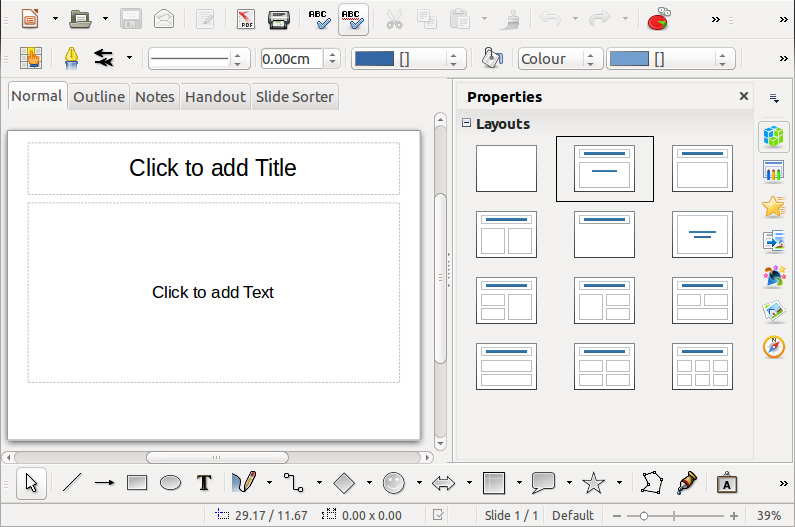 PDF ABC ABC
0.00cm [] Colour []
Normal Outline Notes Handout Slide Sorter
Properties
Layouts
Click to add Title
Click to add Text
T A
29.17 / 11.67 0.00 x 0.00 Slide 1 / 1 Default 39%